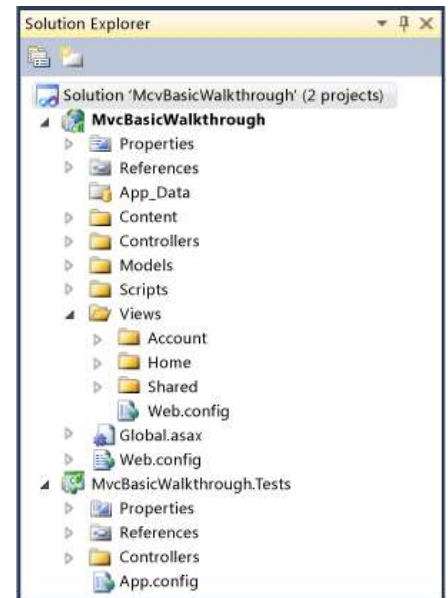 Solution Explorer
Solution ‘McvBasicWalkthrough’ (2 projects)
MvcBasicWalkthrough
Properties
References
App_Data
Content
Controllers
Models
Scripts
Views
Account
Home
Shared
Web.config
Global.asax
Web.config
MvcBasicWalkthrough.Tests
Properties
References
Controllers
App.config